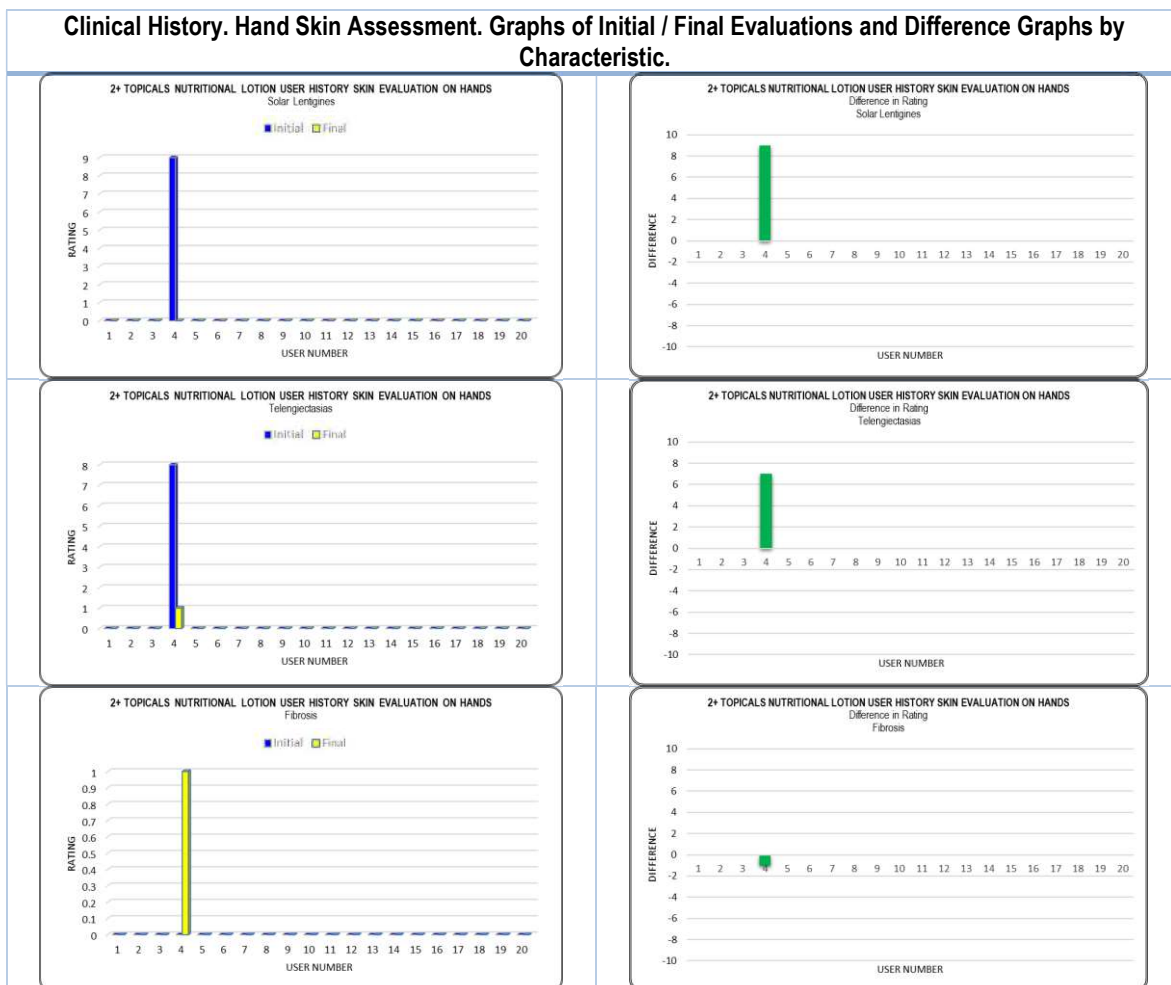 Clinical History. Hand Skin Assessment. Graphs of Initial / Final Evaluations and Difference Graphs by
Characteristic.
2+ TOPICALS NUTRITIONAL LOTION USER HISTORY SKIN EVALUATION ON HANDS
Solar Lentigines
Initial Final
9
8
7
6
5
4
3
2
1
0
RATING
1 2 3 4 5 6 7 8 9 10 11 12 13 14 15 16 17 18 19 20
USER NUMBER
2+ TOPICALS NUTRITIONAL LOTION USER HISTORY SKIN EVALUATION ON HANDS
Difference in Rating
Solar Lentigines
10
8
6
4
2
0
-2
-4
-6
-8
-10
DIFFERENCE
1 2 3 4 5 6 7 8 9 10 11 12 13 14 15 16 17 18 19 20
USER NUMBER
2+ TOPICALS NUTRITIONAL LOTION USER HISTORY SKIN EVALUATION ON HANDS
Telengiectasias
Initial Final
8
7
6
5
4
3
2
1
0
RATING
1 2 3 4 5 6 7 8 9 10 11 12 13 14 15 16 17 18 19 20
USER NUMBER
2+ TOPICALS NUTRITIONAL LOTION USER HISTORY SKIN EVALUATION ON HANDS
Difference in Rating
Telengiectasias
10
8
6
4
2
0
-2
-4
-6
-8
-10
DIFFERENCE
1 2 3 4 5 6 7 8 9 10 11 12 13 14 15 16 17 18 19 20
USER NUMBER
2+ TOPICALS NUTRITIONAL LOTION USER HISTORY SKIN EVALUATION ON HANDS
Fibrosis
Initial Final
1
0.9
0.8
0.7
0.6
0.5
0.4
0.3
0.2
0.1
0
RATING
1 2 3 4 5 6 7 8 9 10 11 12 13 14 15 16 17 18 19 20
USER NUMBER
2+ TOPICALS NUTRITIONAL LOTION USER HISTORY SKIN EVALUATION ON HANDS
Difference in Rating
Fibrosis
10
8
6
4
2
0
-2
-4
-6
-8
-10
DIFFERENCE
1 2 3 4 5 6 7 8 9 10 11 12 13 14 15 16 17 18 19 20
USER NUMBER